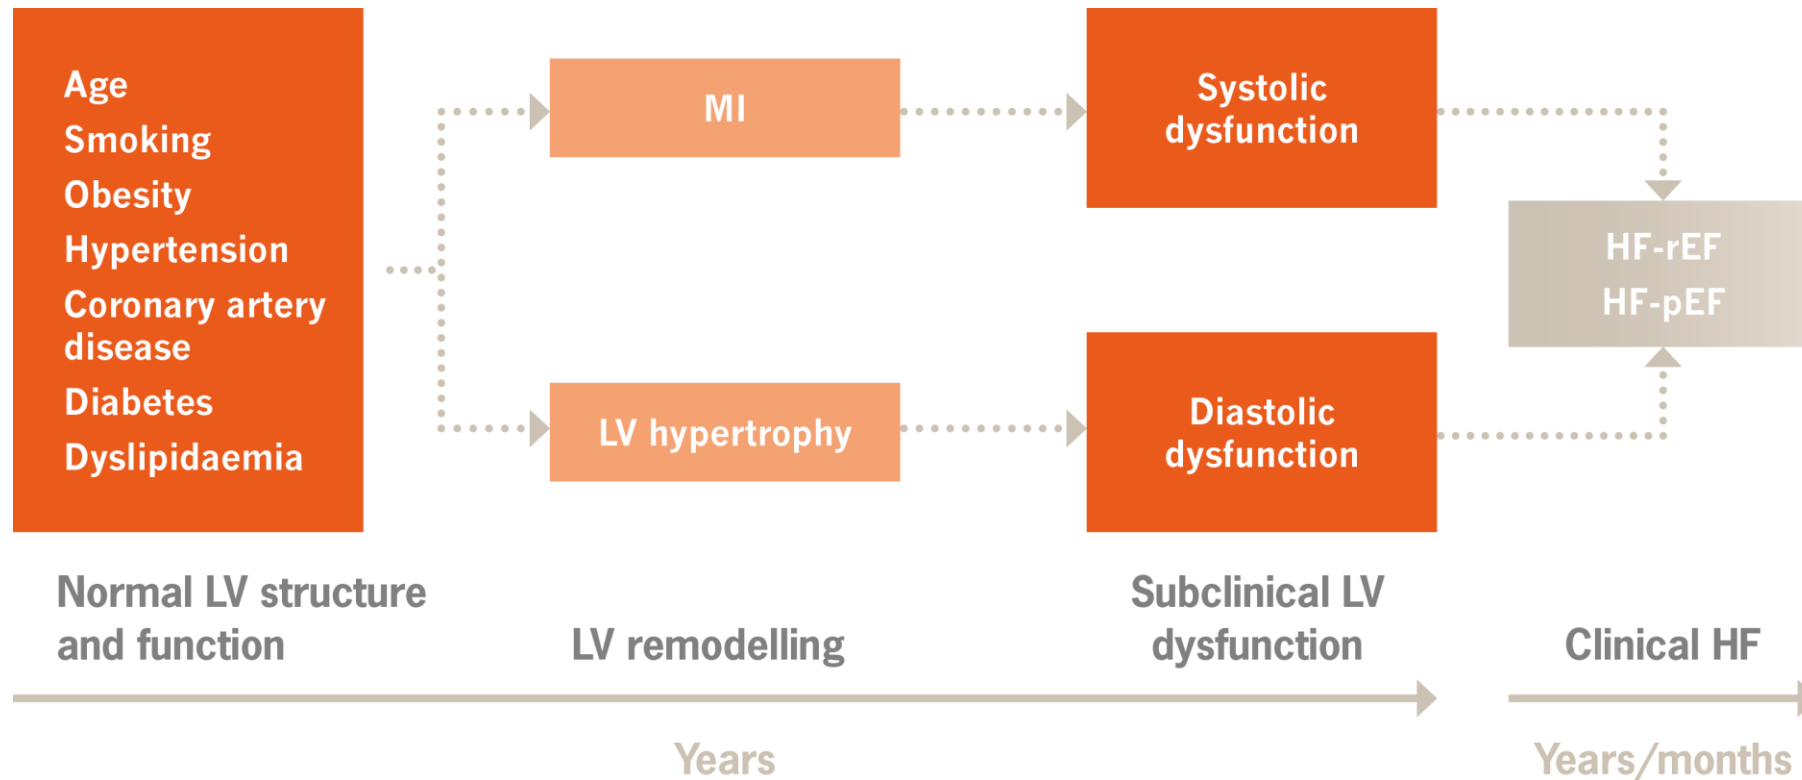 Age
Smoking
Obesity
Hypertension
Coronary artery
disease
Diabetes
Dyslipidaemia
MI
LV hypertrophy
Systolic
dysfunction
Diastolic
dysfunction
HF-rEF
HF-pEF
Normal LV structure
and function
LV remodelling
Subclinical LV
dysfunction
Clinical HF
Years
Years/months